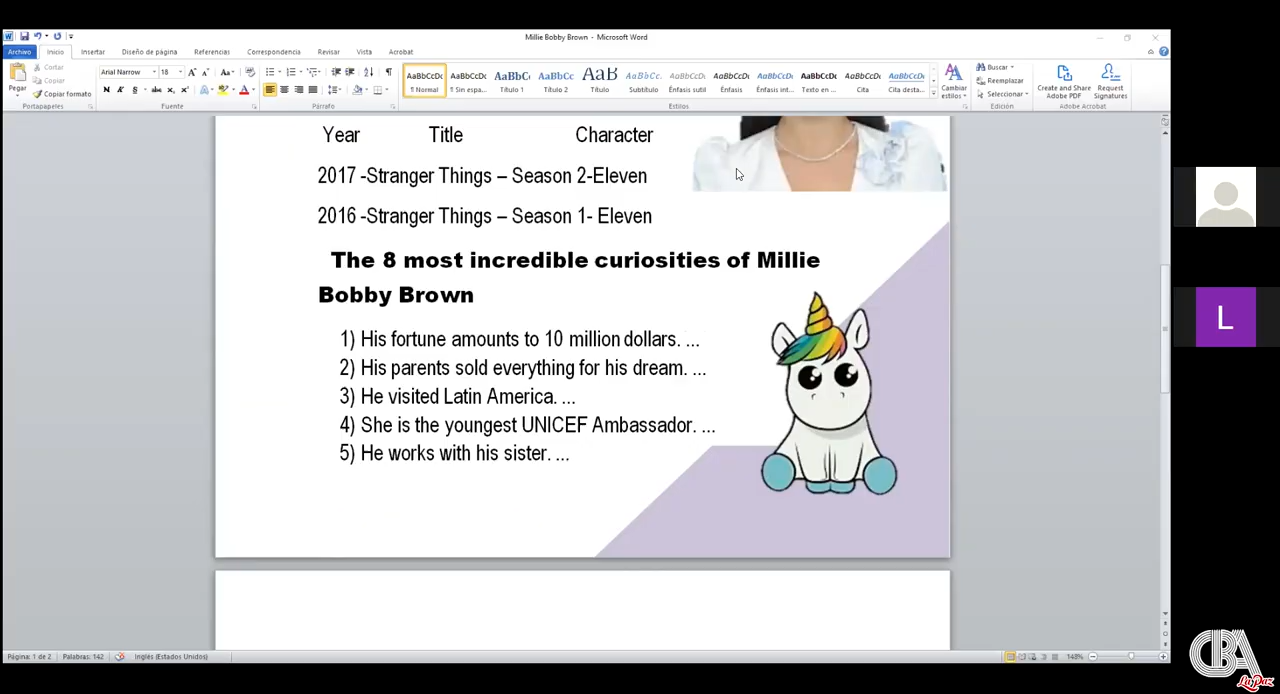 Millie Bobby Brown - Microsoft Word
Archivo Inicio Insertar Diseño de página Referencias Correspondencia Revisar Vista Acrobat
Cortar
Copiar
Copiar formato
Pegar
Portapapeles
Arial Narrow 18
Fuente
Párrafo
AaBbCcDc AaBbCcDc AaBbC AaBbCc AaB AaBbCc. AaBbCcDc AaBbCcDc AaBbCcDc AaBbCcDc AaBbCcDc AaBbCcDc
¶ Normal ¶ Sin espa... Título 1 Título 2 Título Subtítulo Énfasis sutil Énfasis Énfasis int... Texto en ... Cita Cita desta...
Estilos
Cambiar estilos
Buscar
Reemplazar
Seleccionar
Edición
Create and Share Adobe PDF
Request Signatures
Adobe Acrobat
Year Title Character
2017 -Stranger Things – Season 2-Eleven
2016 -Stranger Things – Season 1- Eleven
The 8 most incredible curiosities of Millie
Bobby Brown
1) His fortune amounts to 10 million dollars. ...
2) His parents sold everything for his dream. ...
3) He visited Latin America. ...
4) She is the youngest UNICEF Ambassador. ...
5) He works with his sister. ...
L
Página: 1 de 2 Palabras: 142 Inglés (Estados Unidos) 148%
CBA
La Paz